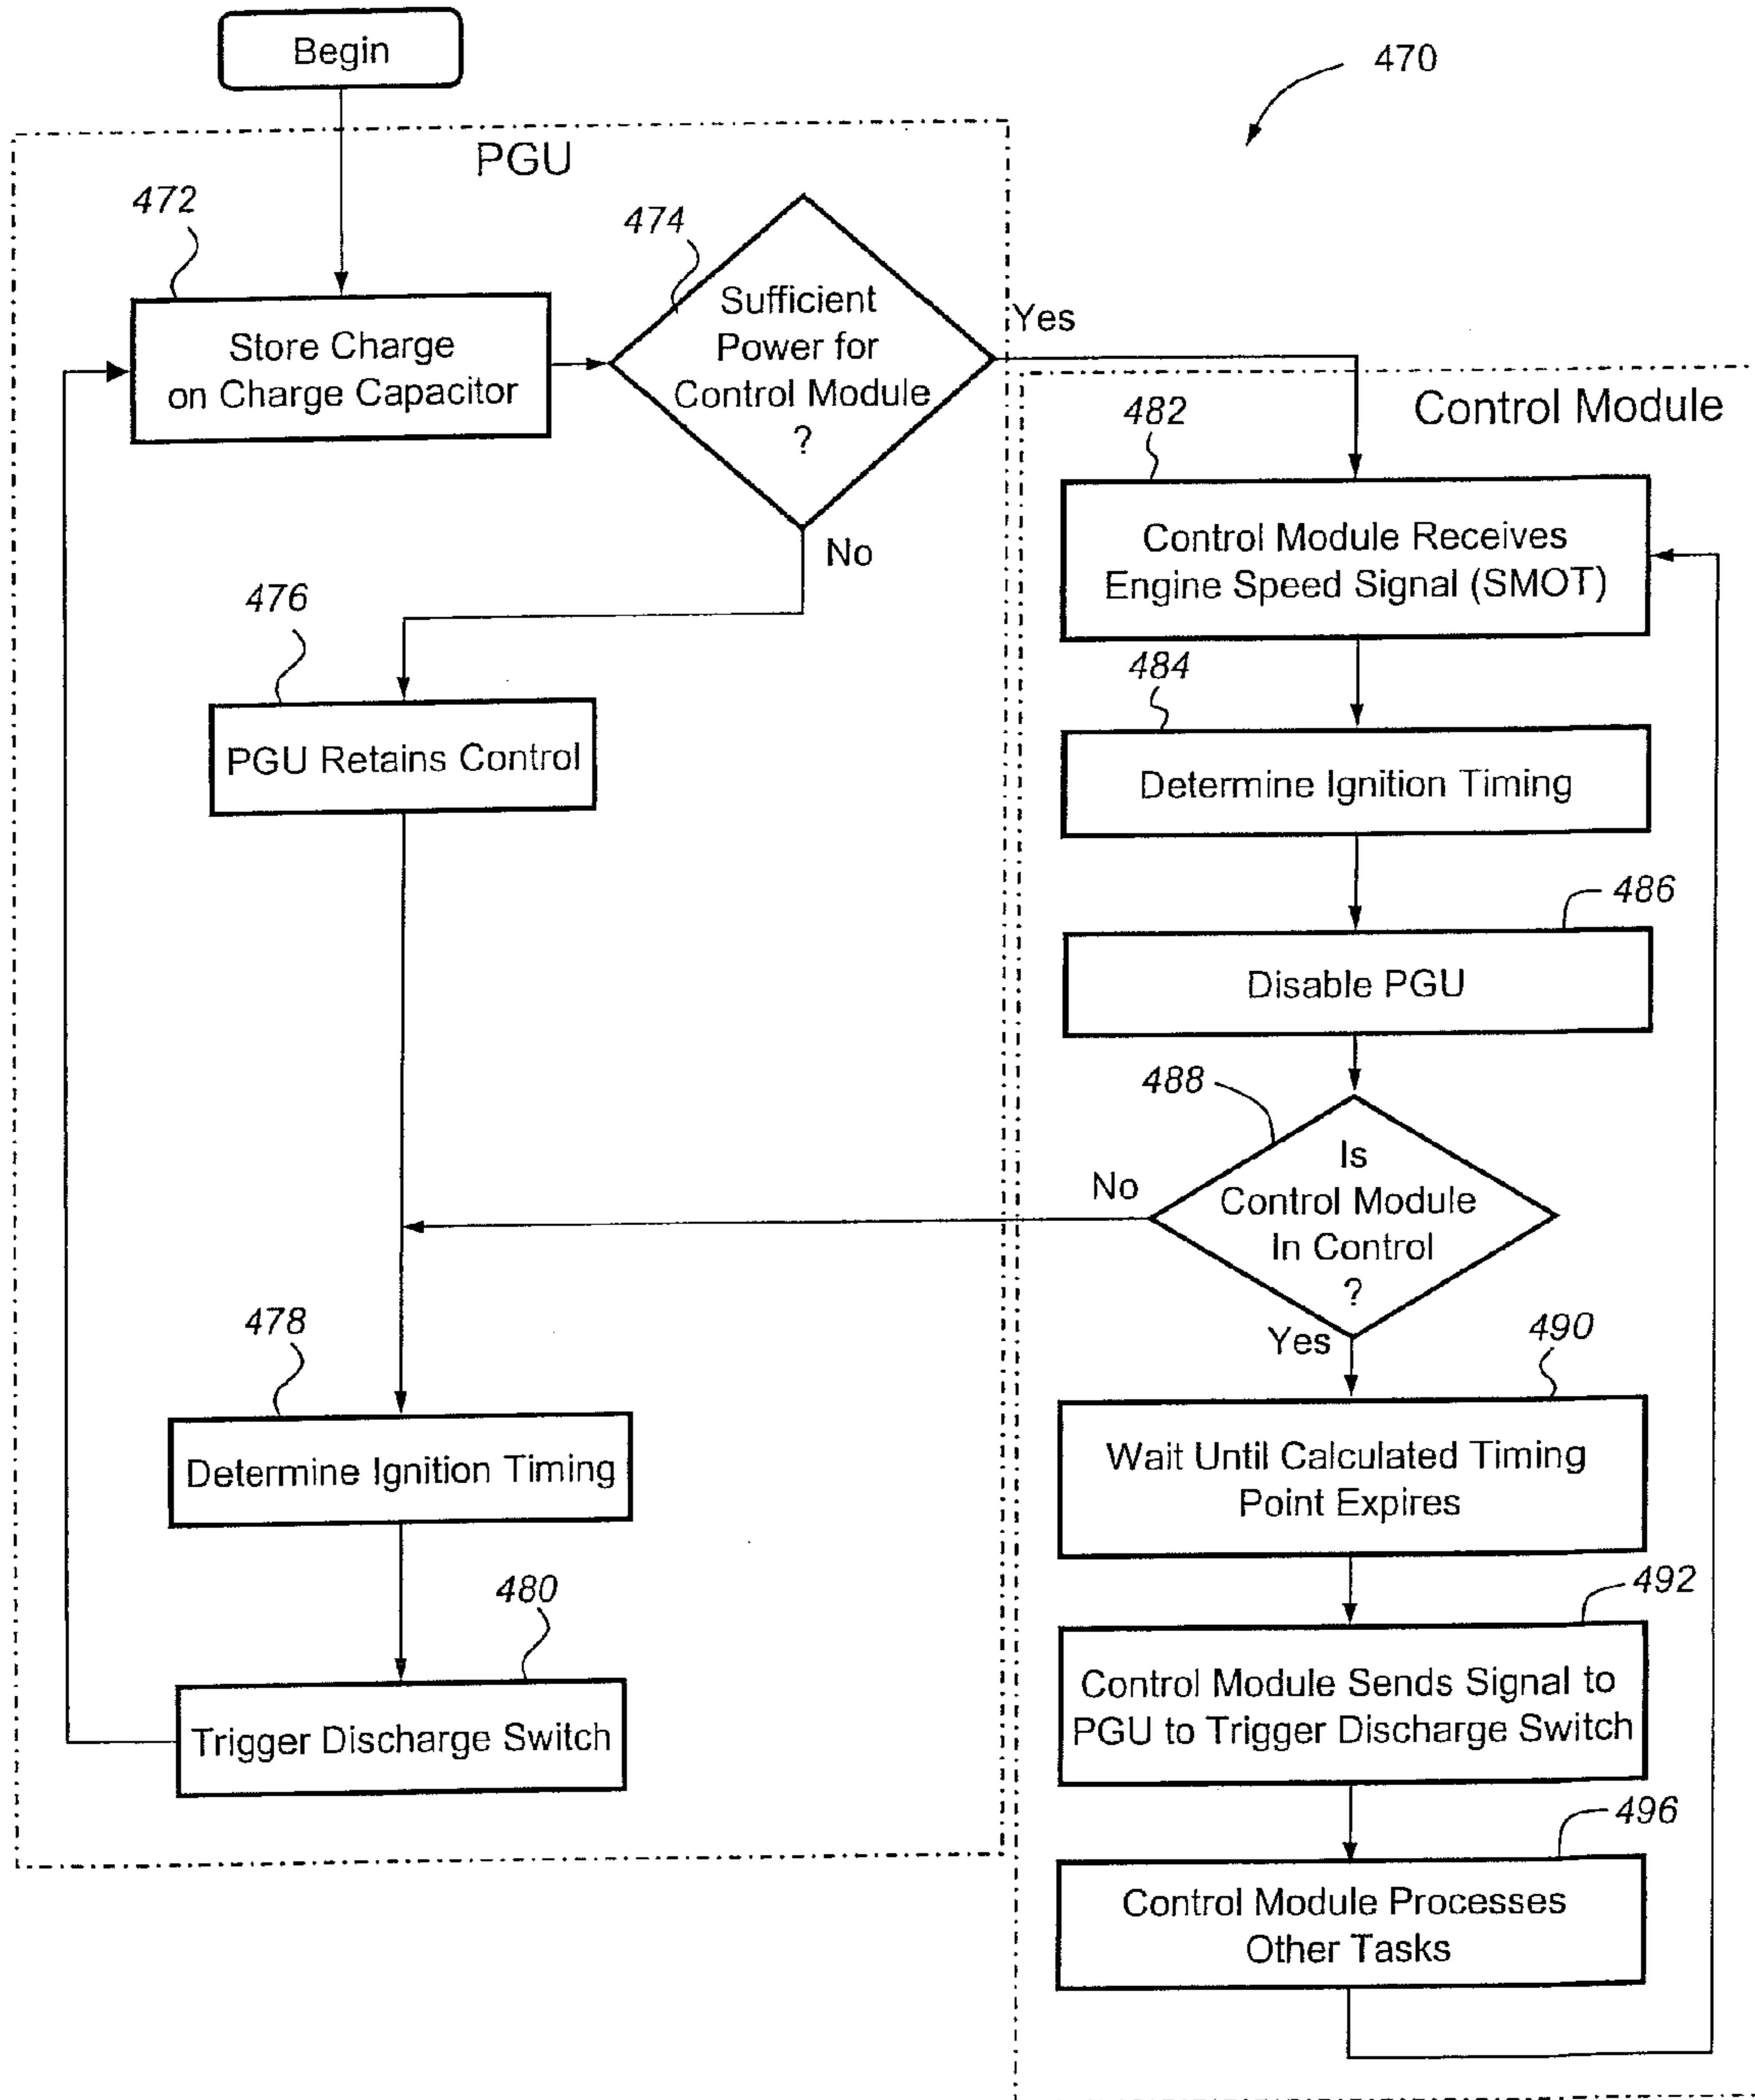 Begin
470
PGU
472
474
Store Charge
on Charge Capacitor
Sufficient
Power for
Control Module
?
Yes
No
476
PGU Retains Control
478
Determine Ignition Timing
480
Trigger Discharge Switch
Control Module
482
Control Module Receives
Engine Speed Signal (SMOT)
484
Determine Ignition Timing
486
Disable PGU
488
Is
Control Module
In Control
?
No
Yes
490
Wait Until Calculated Timing
Point Expires
492
Control Module Sends Signal to
PGU to Trigger Discharge Switch
496
Control Module Processes
Other Tasks